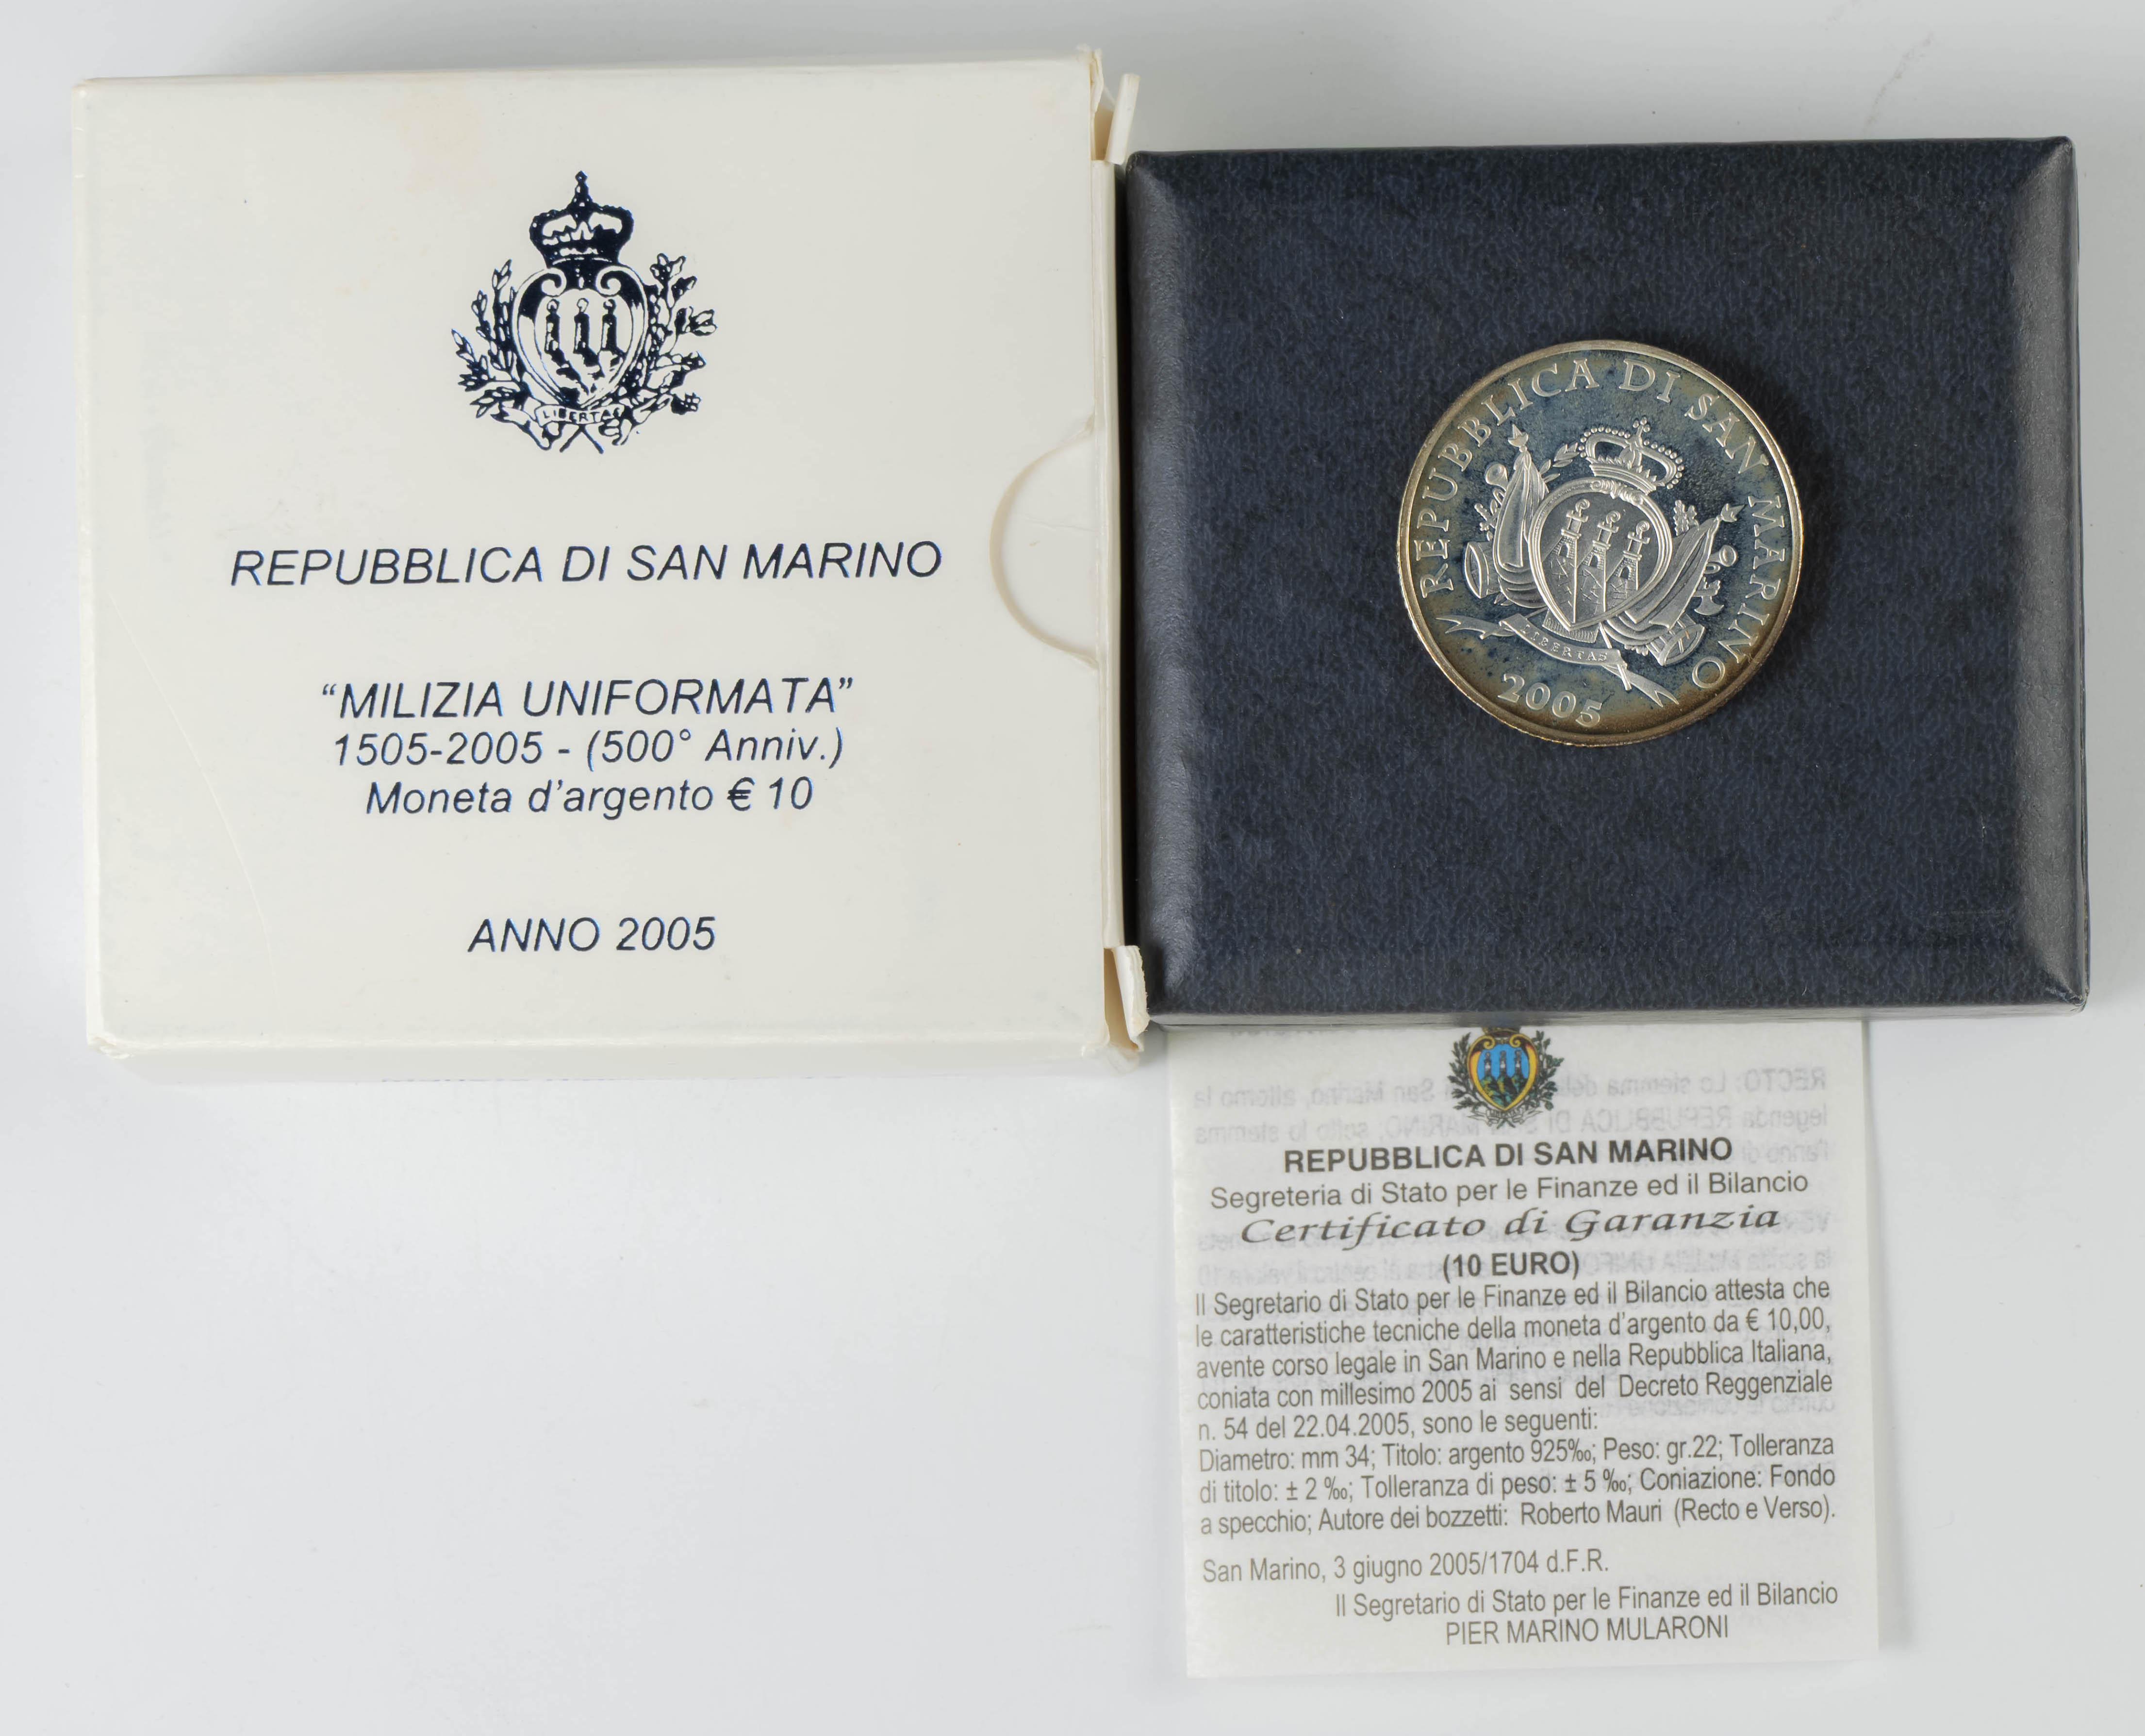 LIBERTAS
REPUBBLICA DI SAN MARINO
“MILIZIA UNIFORMATA”
1505-2005 - (500° Anniv.)
Moneta d’argento € 10
ANNO 2005
REPUBBLICA DI SAN MARINO
LIBERTAS
2005
REPUBBLICA DI SAN MARINO
Segreteria di Stato per le Finanze ed il Bilancio
Certificato di Garanzia
(10 EURO)
Il Segretario di Stato per le Finanze ed il Bilancio attesta che
le caratteristiche tecniche della moneta d’argento da € 10,00,
avente corso legale in San Marino e nella Repubblica Italiana,
coniata con millesimo 2005 ai sensi del Decreto Reggenziale
n. 54 del 22.04.2005, sono le seguenti:
Diametro: mm 34; Titolo: argento 925‰; Peso: gr.22; Tolleranza
di titolo: ± 2 ‰; Tolleranza di peso: ± 5 ‰; Coniazione: Fondo
a specchio; Autore dei bozzetti: Roberto Mauri (Recto e Verso).
San Marino, 3 giugno 2005/1704 d.F.R.
Il Segretario di Stato per le Finanze ed il Bilancio
PIER MARINO MULARONI